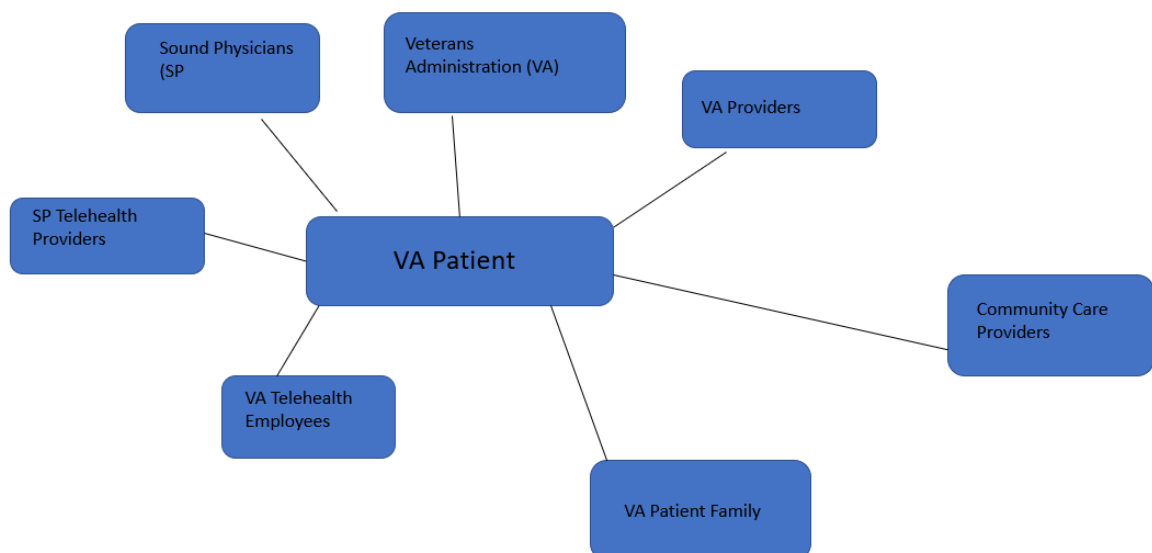 Sound Physicians
(SP
Veterans
Administration (VA)
VA Providers
SP Telehealth
Providers
VA Patient
Community Care
Providers
VA Telehealth
Employees
VA Patient Family